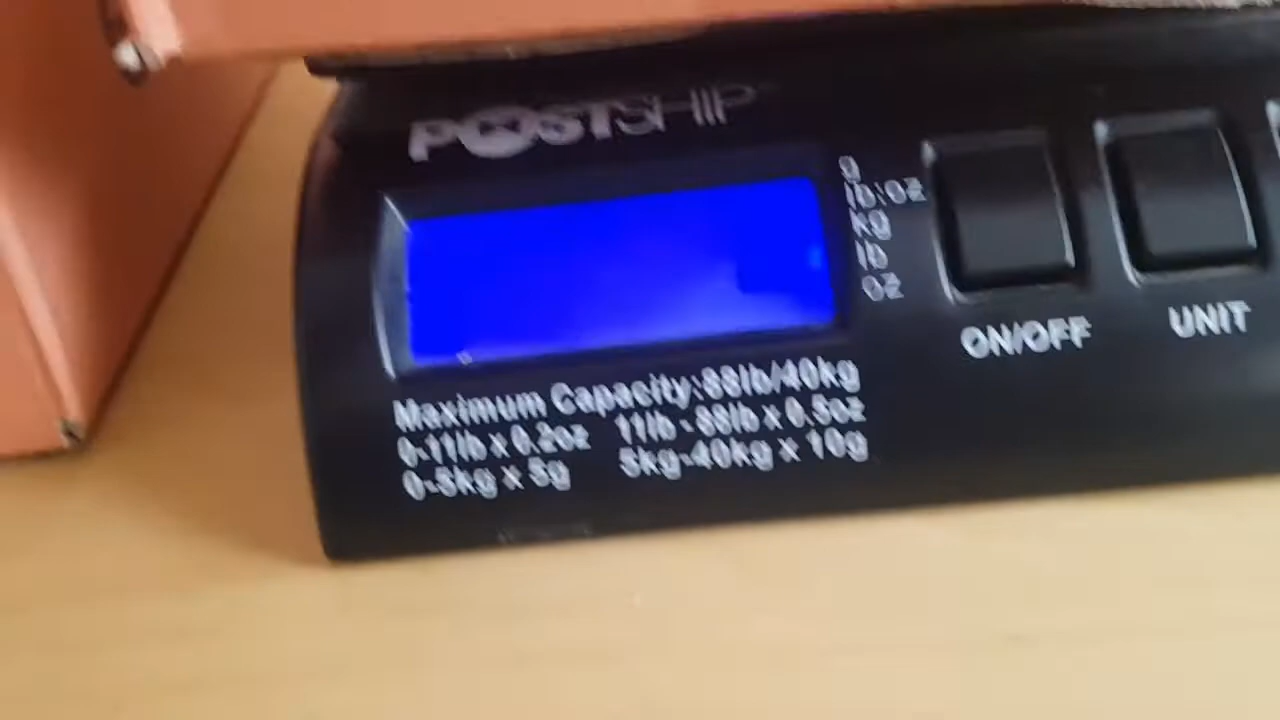 POSTSHIP
g
lb:oz
kg
lb
oz
ON/OFF
UNIT
Maximum Capacity:88lb/40kg
0-11lb x 0.2oz 11lb - 88lb x 0.5oz
0-5kg x 5g 5kg-40kg x 10g